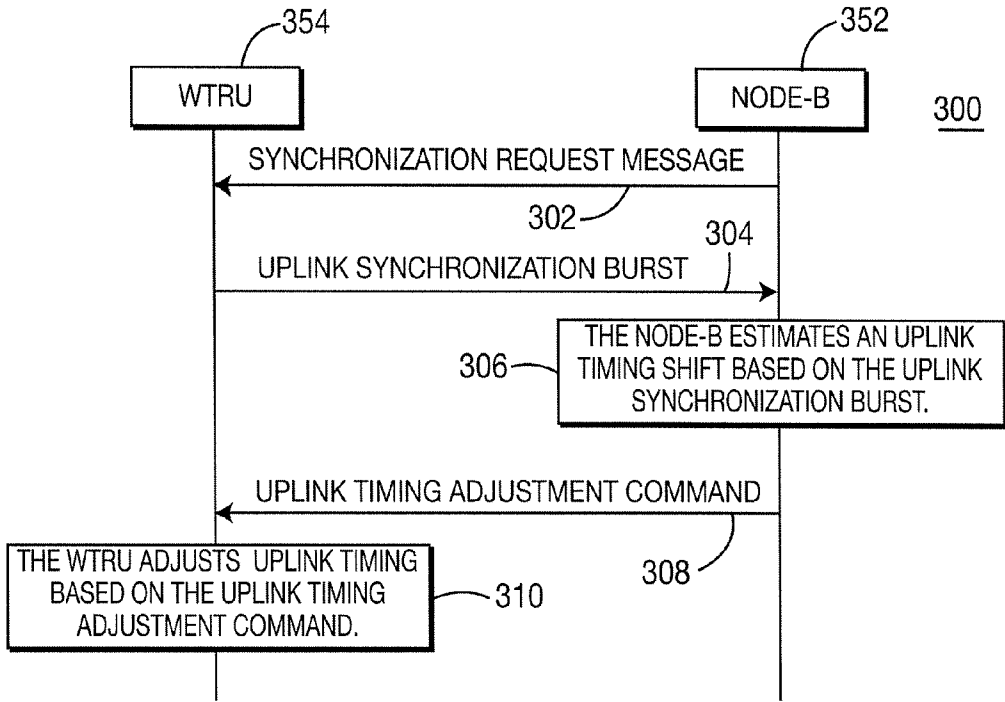 354
352
WTRU
NODE-B
300
SYNCHRONIZATION REQUEST MESSAGE
302
304
UPLINK SYNCHRONIZATION BURST
THE NODE-B ESTIMATES AN UPLINK
TIMING SHIFT BASED ON THE UPLINK
SYNCHRONIZATION BURST.
306
UPLINK TIMING ADJUSTMENT COMMAND
308
THE WTRU ADJUSTS UPLINK TIMING
BASED ON THE UPLINK TIMING
ADJUSTMENT COMMAND.
310